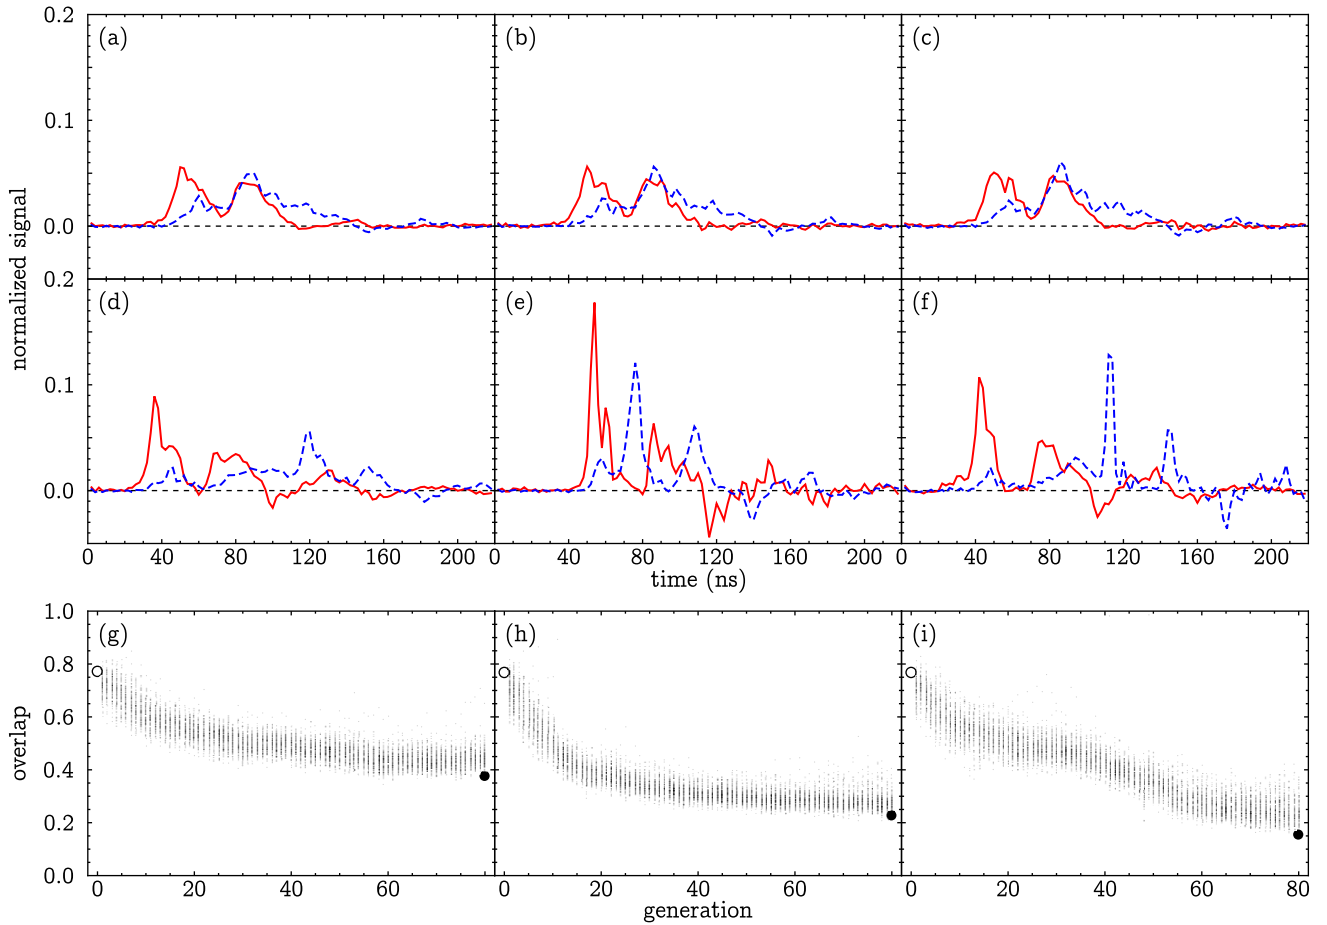 0.2
(a) (b) (c)
0.1
0.0
normalized signal
0.2
(d) (e) (f)
0.1
0.0
0 40 80 120 160 200 0 40 80 120 160 200 0 40 80 120 160 200
time (ns)
1.0
(g) (h) (i)
0.8
0.6
overlap
0.4
0.2
0.0
0 20 40 60 0 20 40 60 0 20 40 60 80
generation